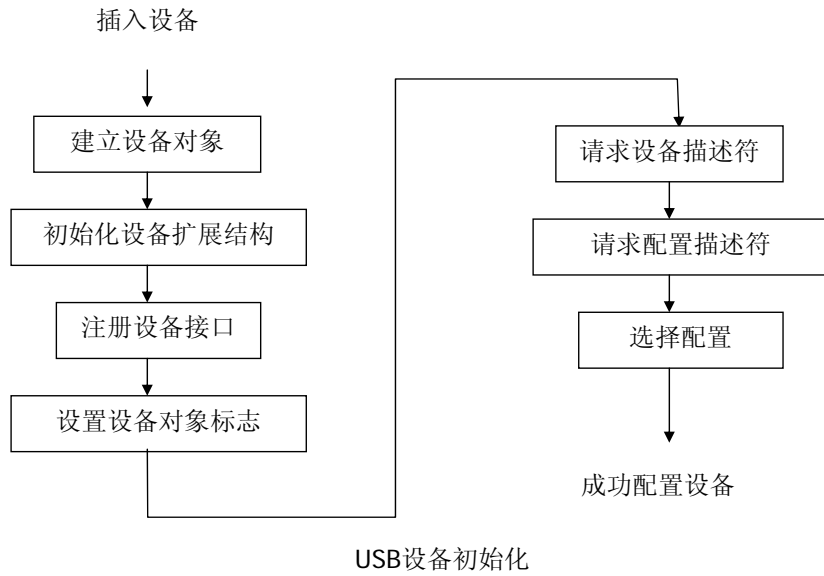 插入设备
建立设备对象
初始化设备扩展结构
注册设备接口
设置设备对象标志
请求设备描述符
请求配置描述符
选择配置
成功配置设备
USB设备初始化